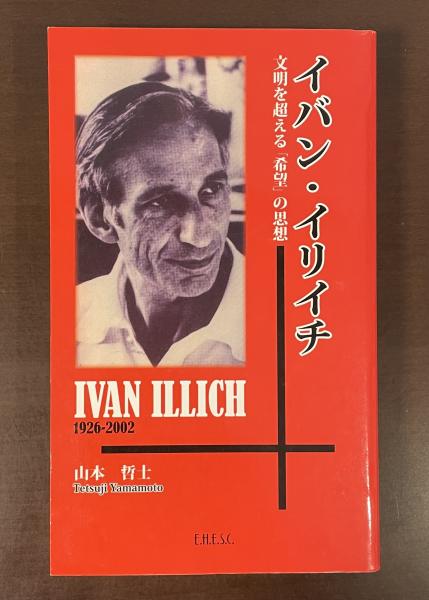 イバン・イリイチ
文明を超える「希望」の思想
IVAN ILLICH
1926-2002
山本 哲士
Tetsuji Yamamoto
E.H.E.S.C.